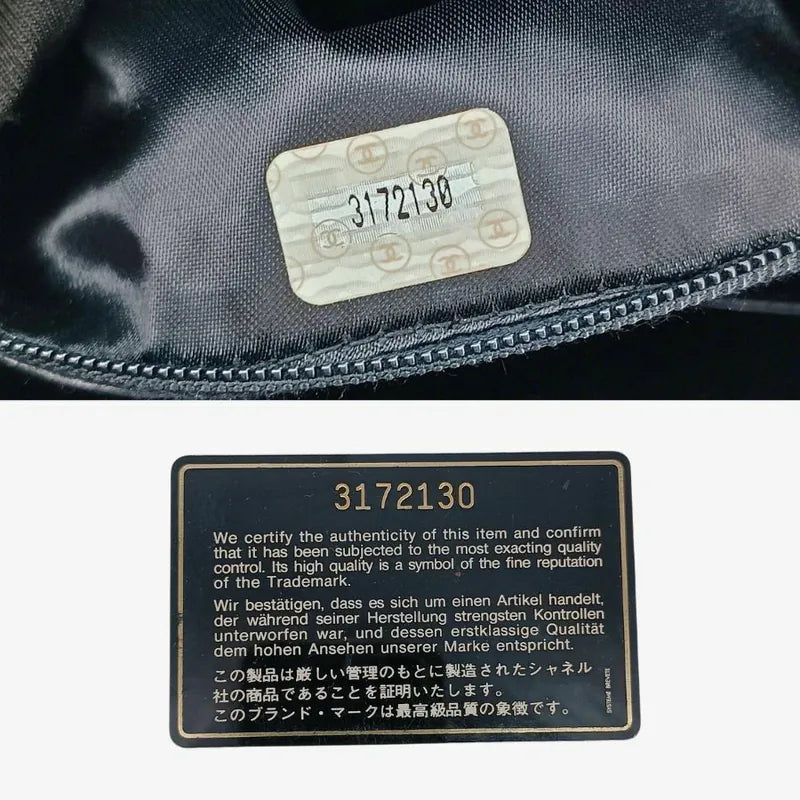 3172130
3172130
We certify the authenticity of this item and confirm
that it has been subjected to the most exacting quality
control. Its high quality is a symbol of the fine reputation
of the Trademark.
Wir bestätigen, dass es sich um einen Artikel handelt,
der während seiner Herstellung strengsten Kontrollen
unterworfen war, und dessen erstklassige Qualität
dem hohen Ansehen unserer Marke entspricht.
この製品は厳しい管理のもとに製造されたシャネル
社の商品であることを証明いたします。
このブランド・マークは最高級品質の象徴です。